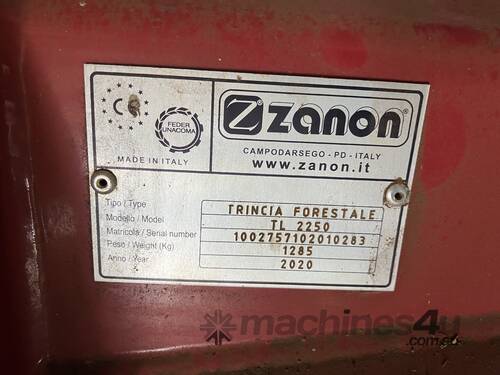 CE
FEDER
UNACOMA
MADE IN ITALY
Z zanon®
CAMPODARSEGO - PD - ITALY
www.zanon.it
Tipo / Type TRINCIA FORESTALE
Modello / Model TL 2250
Matricola / Serial number 1002757102010283
Peso / Weight (Kg) 1285
Anno / Year 2020
machines4u
.com.au